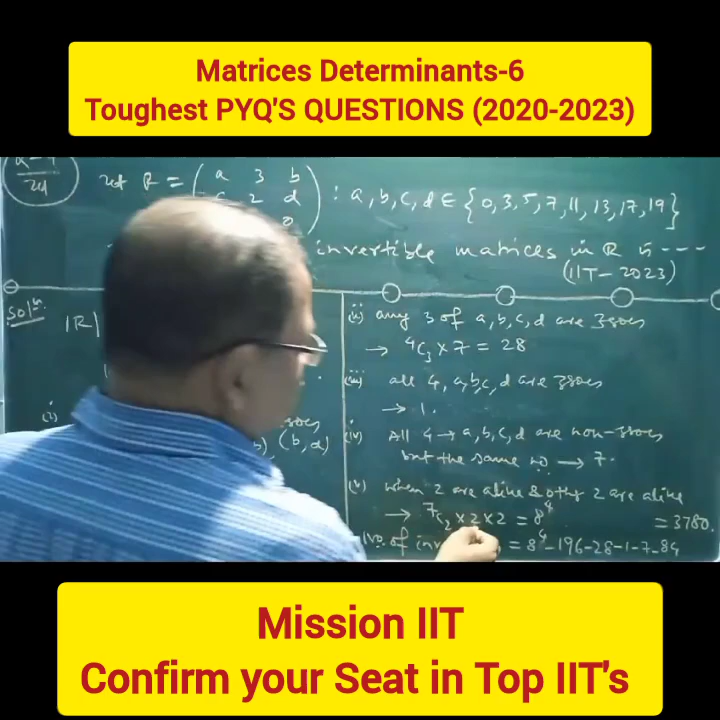 Matrices Determinants-6
Toughest PYQ'S QUESTIONS (2020-2023)
let R = ( a 3 b
c 2 d
0 ) : a, b, c, d ∈ {0, 3, 5, 7, 11, 13, 17, 19}
invertible matrices in R is ----
(IIT-2023)
Solⁿ
|R|
(i)
(b, d)
(ii) any 3 of a, b, c, d are zeroes
→ ⁴C₃ × 7 = 28
(iii) all 4, a, b, c, d are zeroes
→ 1.
(iv) All 4 → a, b, c, d are non-zeroes
but the same no → 7.
(v) when 2 are alike & other 2 are alike
→ ⁷C₂ × 2 × 2 = 8⁴
= 3780.
No. of inv = 8⁴-196-28-1-7-84
Mission IIT
Confirm your Seat in Top IIT's